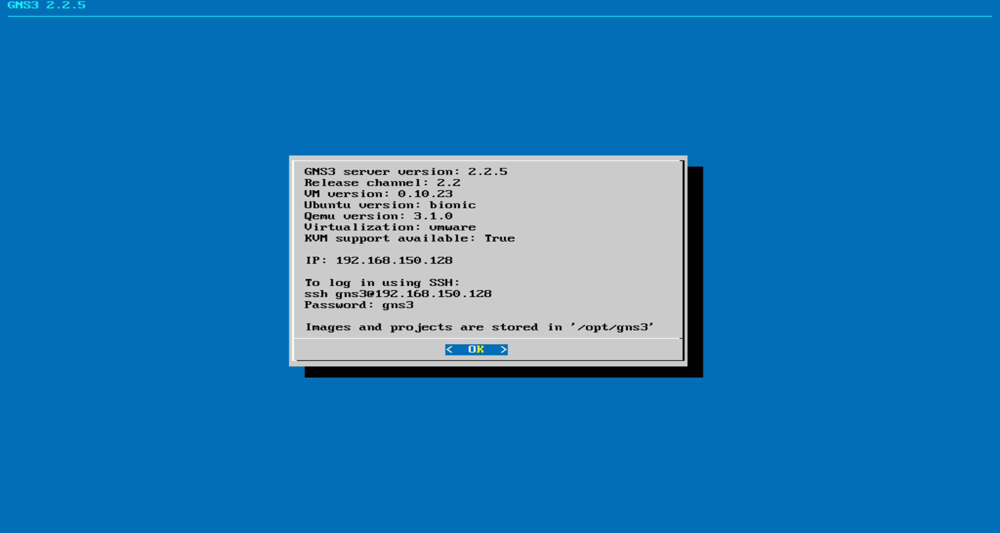 GNS3 2.2.5
GNS3 server version: 2.2.5
Release channel: 2.2
VM version: 0.10.23
Ubuntu version: bionic
Qemu version: 3.1.0
Virtualization: vmware
KVM support available: True
IP: 192.168.150.128
To log in using SSH:
ssh gns3@192.168.150.128
Password: gns3
Images and projects are stored in '/opt/gns3'
< OK >